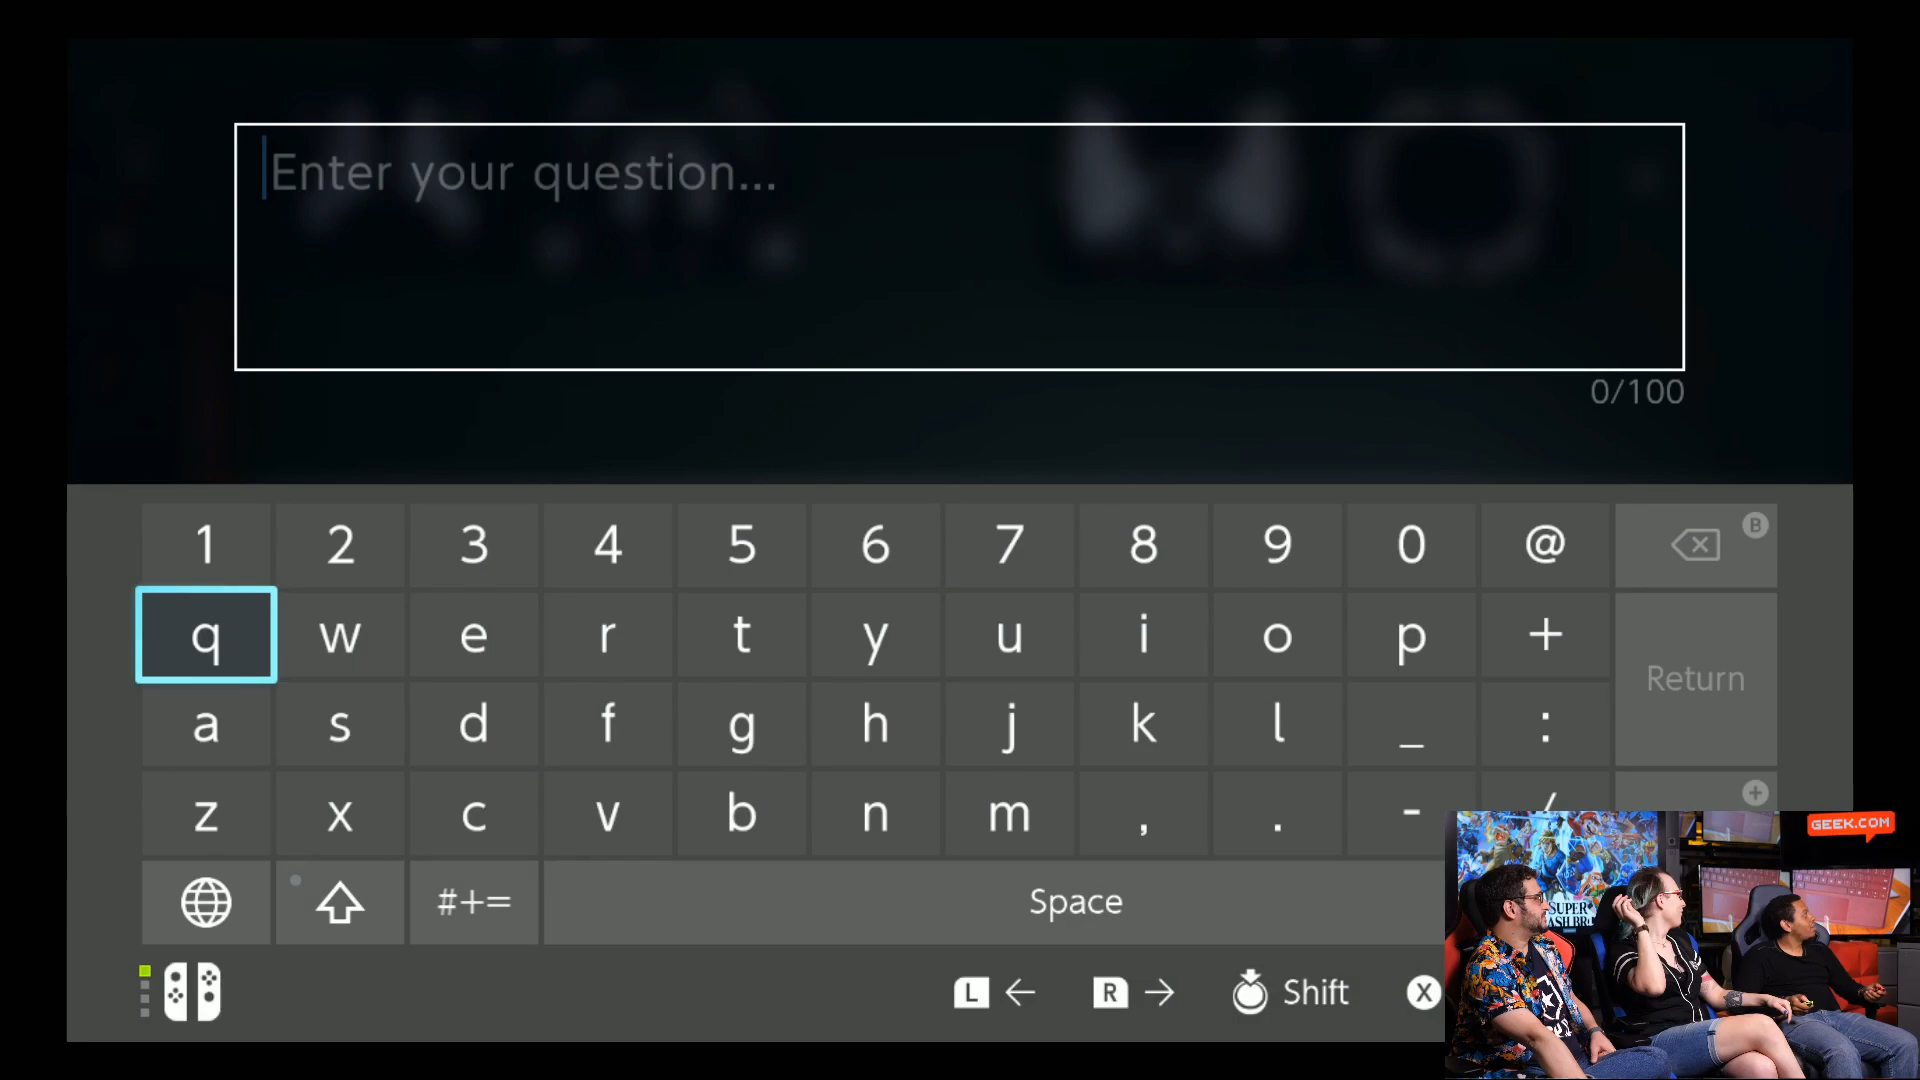 Enter your question...
0/100
1 2 3 4 5 6 7 8 9 0 @ B
q w e r t y u i o p +
Return
a s d f g h j k l _ :
z x c v b n m , . - /
#+= Space
L ← R → Shift X
GEEK.COM
SUPER